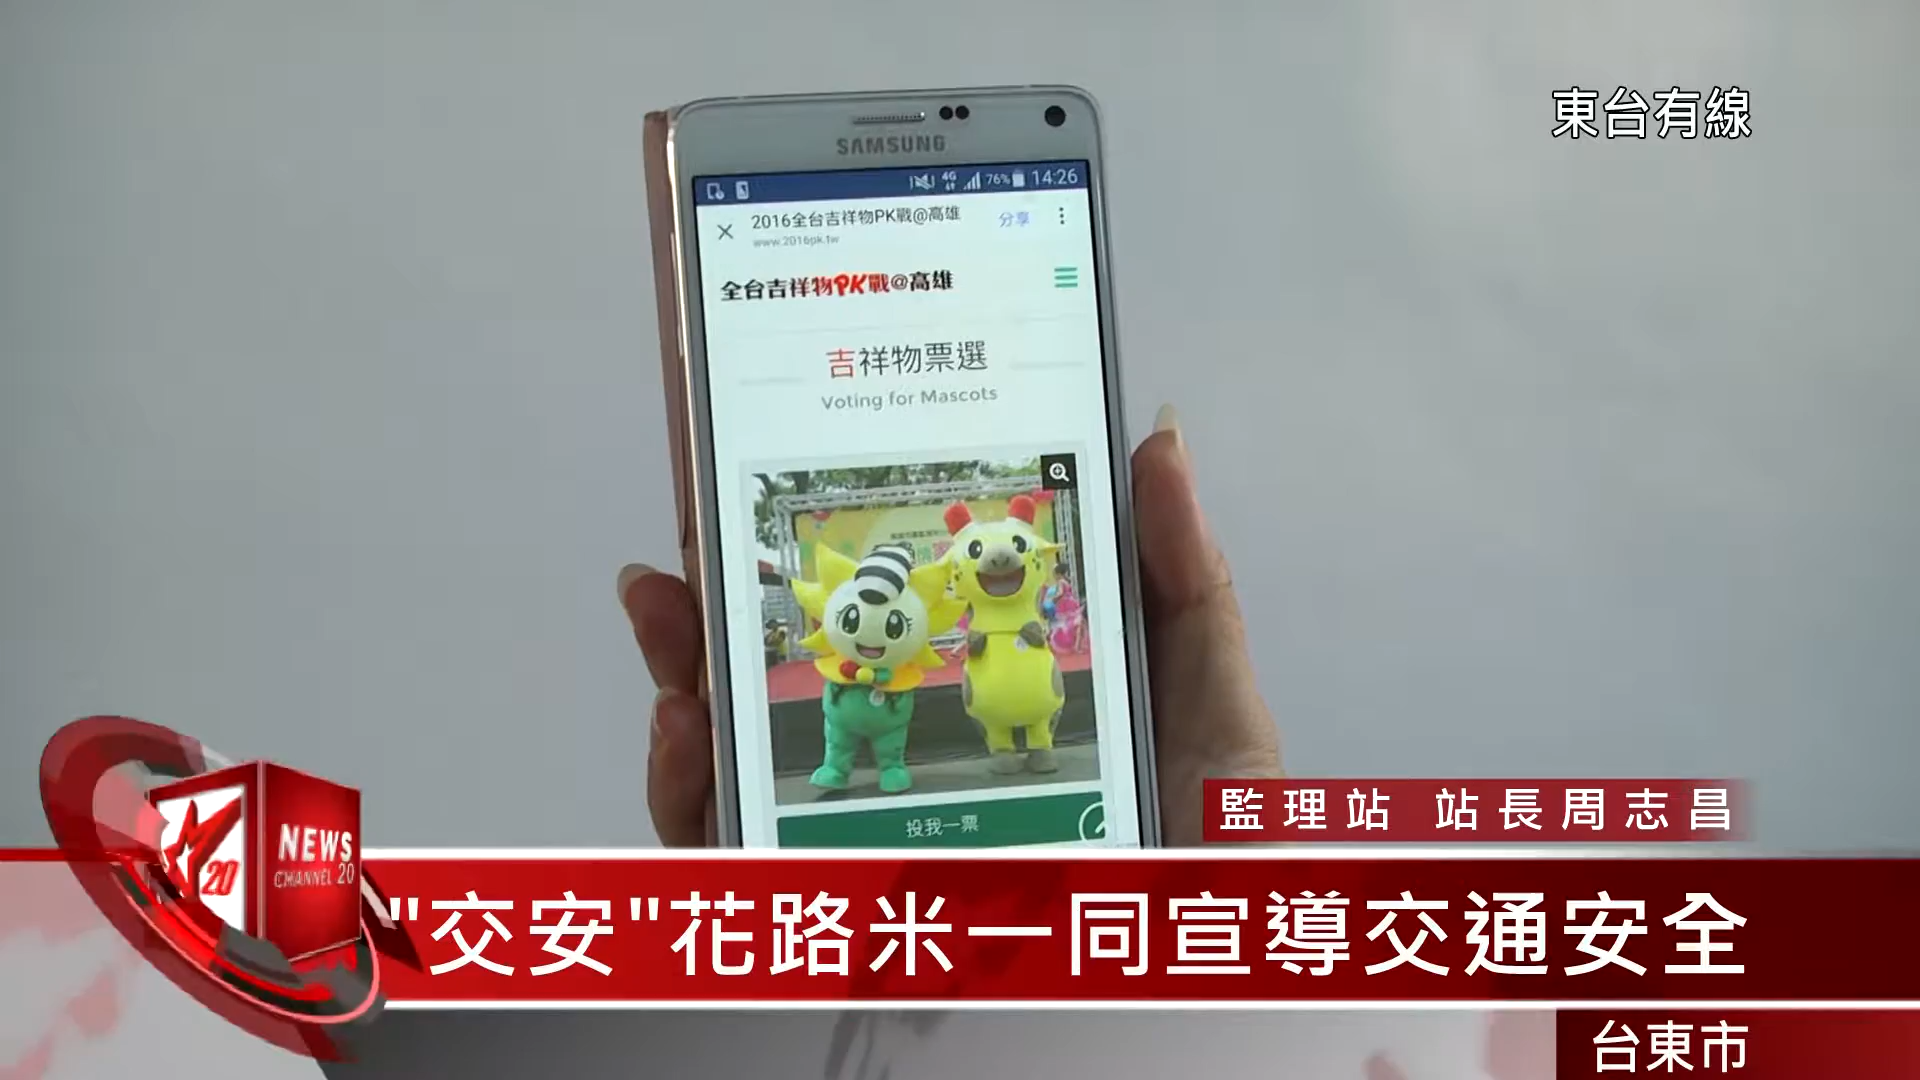 東台有線
SAMSUNG
4G 76% 14:26
2016全台吉祥物PK戰@高雄
分享
www.2016pk.tw
全台吉祥物PK戰@高雄
吉祥物票選
Voting for Mascots
投我一票
監理站 站長周志昌
NEWS
CHANNEL 20
20
"交安"花路米一同宣導交通安全
台東市